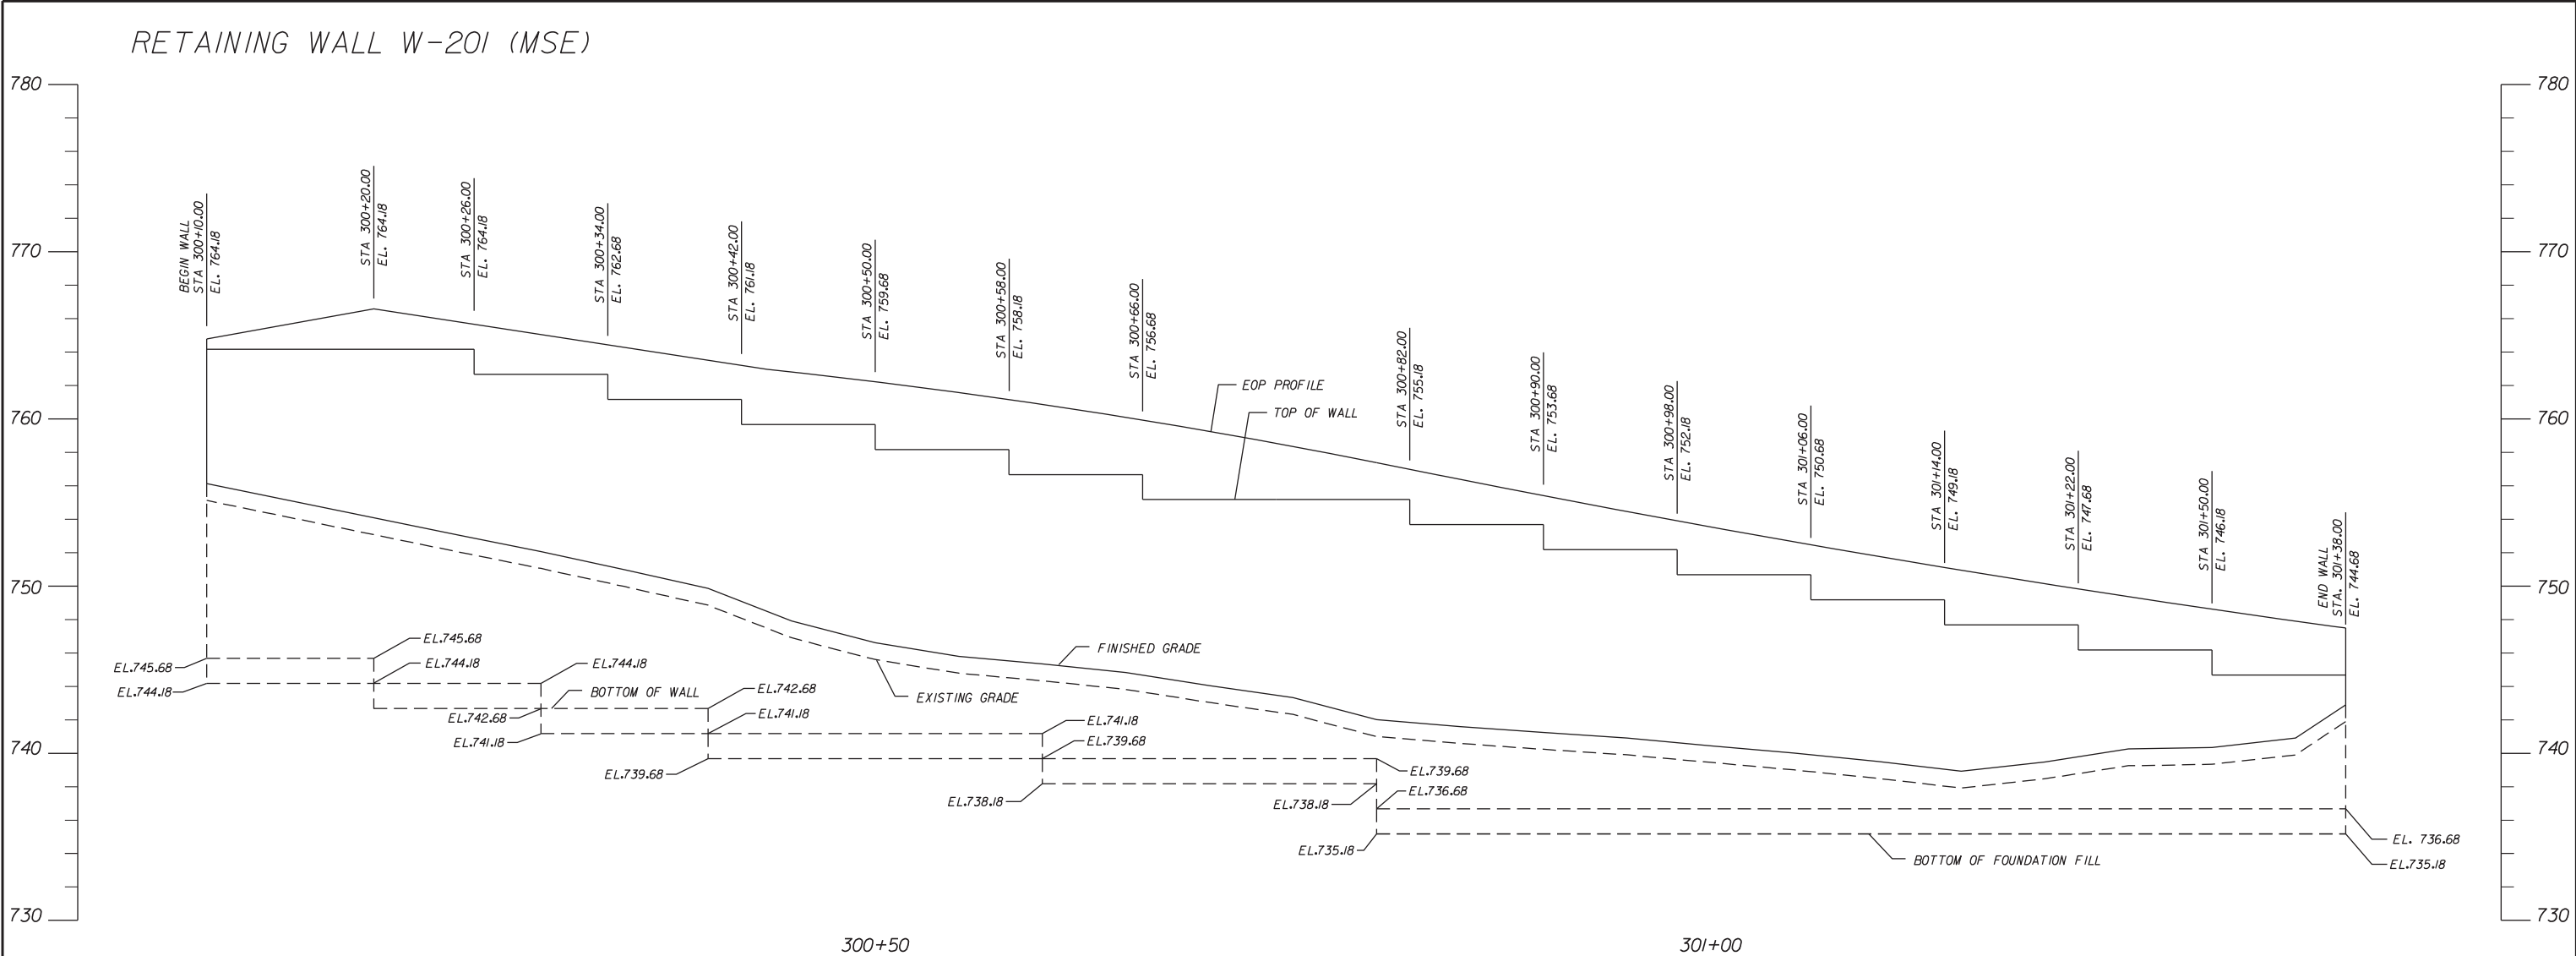 RETAINING WALL W-201 (MSE)
780
770
760
750
740
730
780
770
760
750
740
730
BEGIN WALL
STA 300+10.00
EL. 764.18
STA 300+20.00
EL. 764.18
STA 300+26.00
EL. 764.18
STA 300+34.00
EL. 762.68
STA 300+42.00
EL. 761.18
STA 300+50.00
EL. 759.68
STA 300+58.00
EL. 758.18
STA 300+66.00
EL. 756.68
STA 300+82.00
EL. 755.18
STA 300+90.00
EL. 753.68
STA 300+98.00
EL. 752.18
STA 301+06.00
EL. 750.68
STA 301+14.00
EL. 749.18
STA 301+22.00
EL. 747.68
STA 301+50.00
EL. 746.18
END WALL
STA. 301+38.00
EL. 744.68
EOP PROFILE
TOP OF WALL
FINISHED GRADE
EXISTING GRADE
BOTTOM OF WALL
BOTTOM OF FOUNDATION FILL
EL.745.68
EL.744.18
EL.745.68
EL.744.18
EL.744.18
EL.742.68
EL.741.18
EL.742.68
EL.741.18
EL.739.68
EL.741.18
EL.739.68
EL.738.18
EL.739.68
EL.736.68
EL.738.18
EL.735.18
EL. 736.68
EL.735.18
300+50
301+00